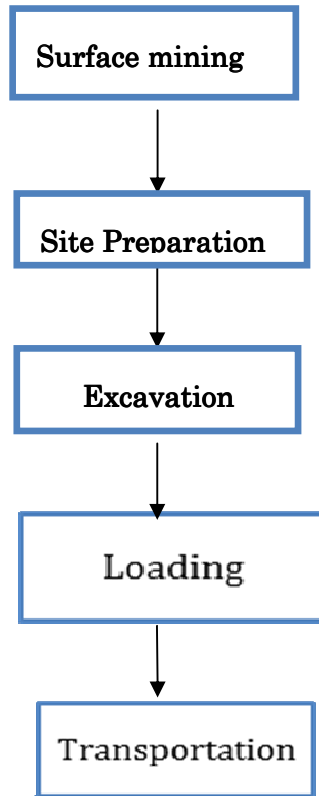 Surface mining
Site Preparation
Excavation
Loading
Transportation